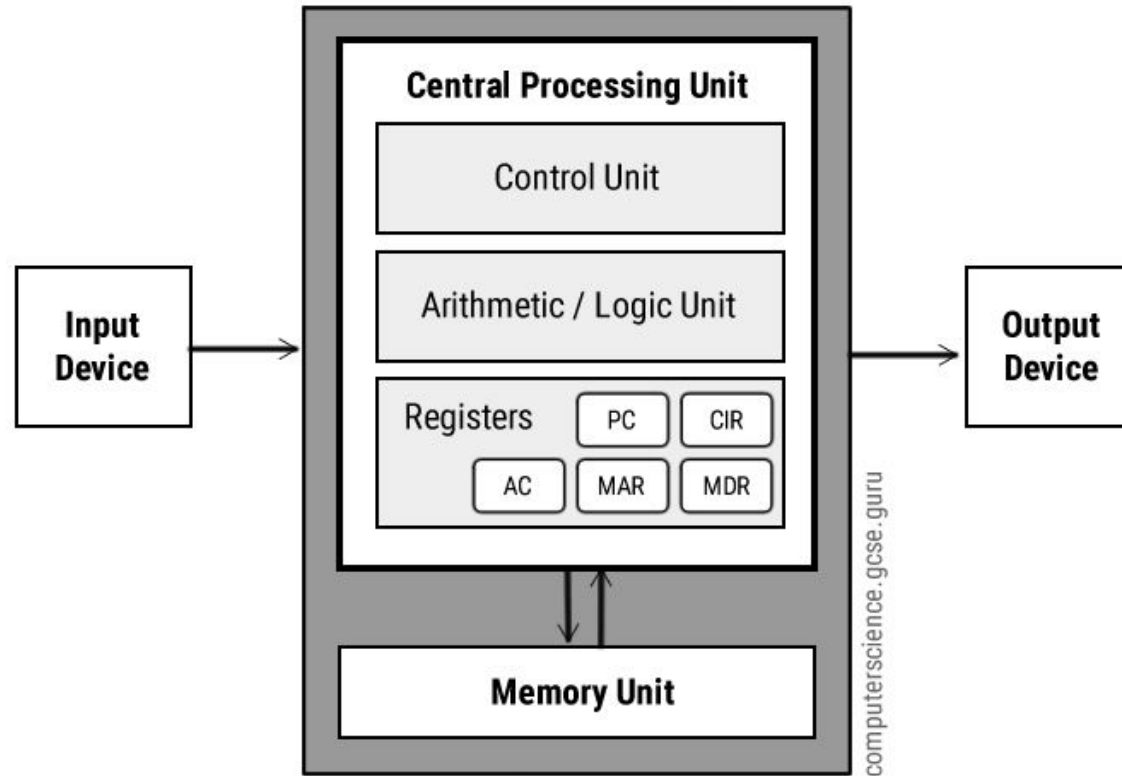 Central Processing Unit
Control Unit
Arithmetic / Logic Unit
Registers
PC
CIR
AC
MAR
MDR
Input
Device
Output
Device
Memory Unit
computerscience.gcse.guru